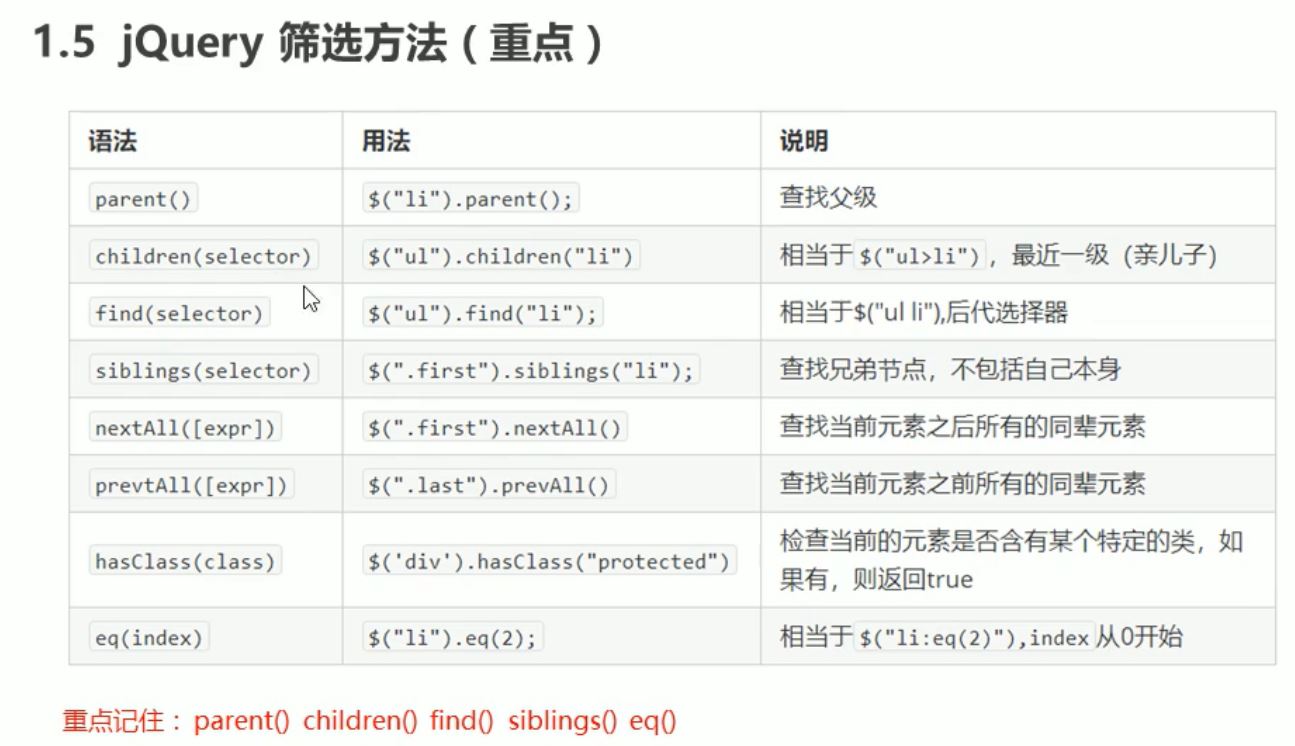 1.5 jQuery 筛选方法（重点）
语法 用法 说明
parent() $("li").parent(); 查找父级
children(selector) $("ul").children("li") 相当于$("ul>li")，最近一级（亲儿子）
find(selector) $("ul").find("li"); 相当于$("ul li"),后代选择器
siblings(selector) $(".first").siblings("li"); 查找兄弟节点，不包括自己本身
nextAll([expr]) $(".first").nextAll() 查找当前元素之后所有的同辈元素
prevtAll([expr]) $(".last").prevAll() 查找当前元素之前所有的同辈元素
hasClass(class) $('div').hasClass("protected") 检查当前的元素是否含有某个特定的类，如
果有，则返回true
eq(index) $("li").eq(2); 相当于$("li:eq(2)"),index从0开始
重点记住：parent() children() find() siblings() eq()